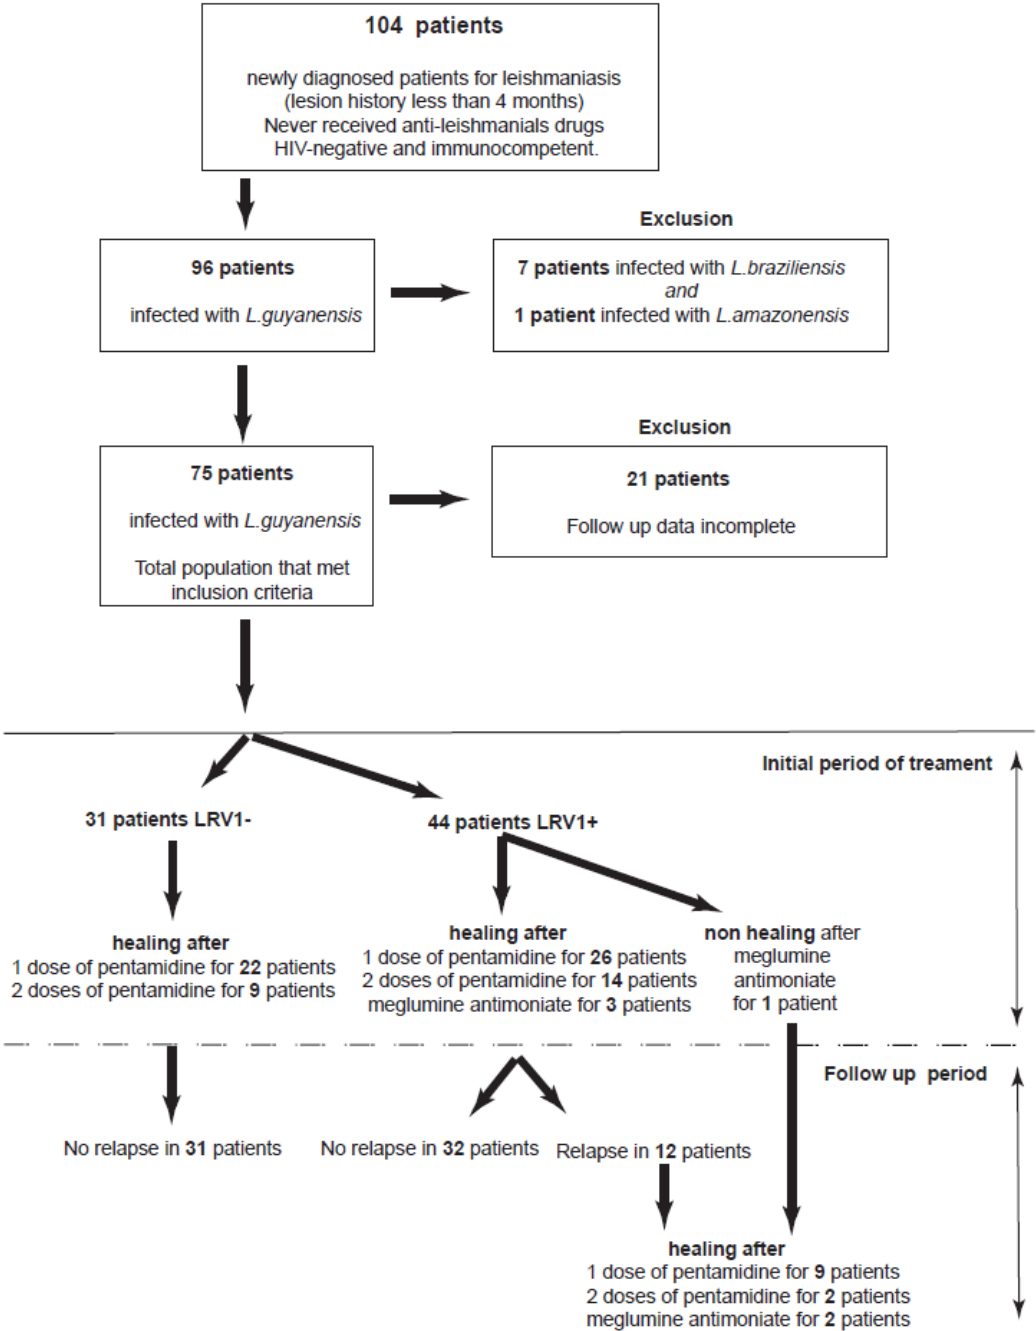 104 patients
newly diagnosed patients for leishmaniasis
(lesion history less than 4 months)
Never received anti-leishmanials drugs
HIV-negative and immunocompetent.
96 patients
infected with L.guyanensis
Exclusion
7 patients infected with L.braziliensis
and
1 patient infected with L.amazonensis
75 patients
infected with L.guyanensis
Total population that met
inclusion criteria
Exclusion
21 patients
Follow up data incomplete
Initial period of treament
31 patients LRV1-
44 patients LRV1+
healing after
1 dose of pentamidine for 22 patients
2 doses of pentamidine for 9 patients
healing after
1 dose of pentamidine for 26 patients
2 doses of pentamidine for 14 patients
meglumine antimoniate for 3 patients
non healing after
meglumine
antimoniate
for 1 patient
Follow up period
No relapse in 31 patients
No relapse in 32 patients
Relapse in 12 patients
healing after
1 dose of pentamidine for 9 patients
2 doses of pentamidine for 2 patients
meglumine antimoniate for 2 patients